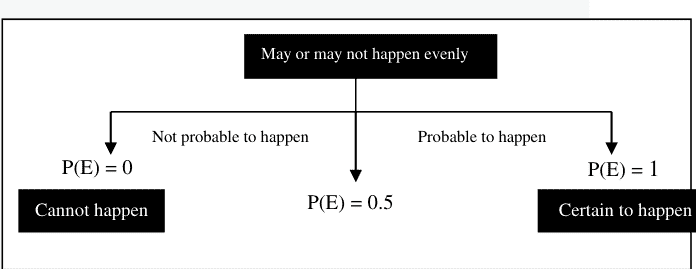 May or may not happen evenly
Not probable to happen
Probable to happen
P(E) = 0
P(E) = 1
Cannot happen
P(E) = 0.5
Certain to happen